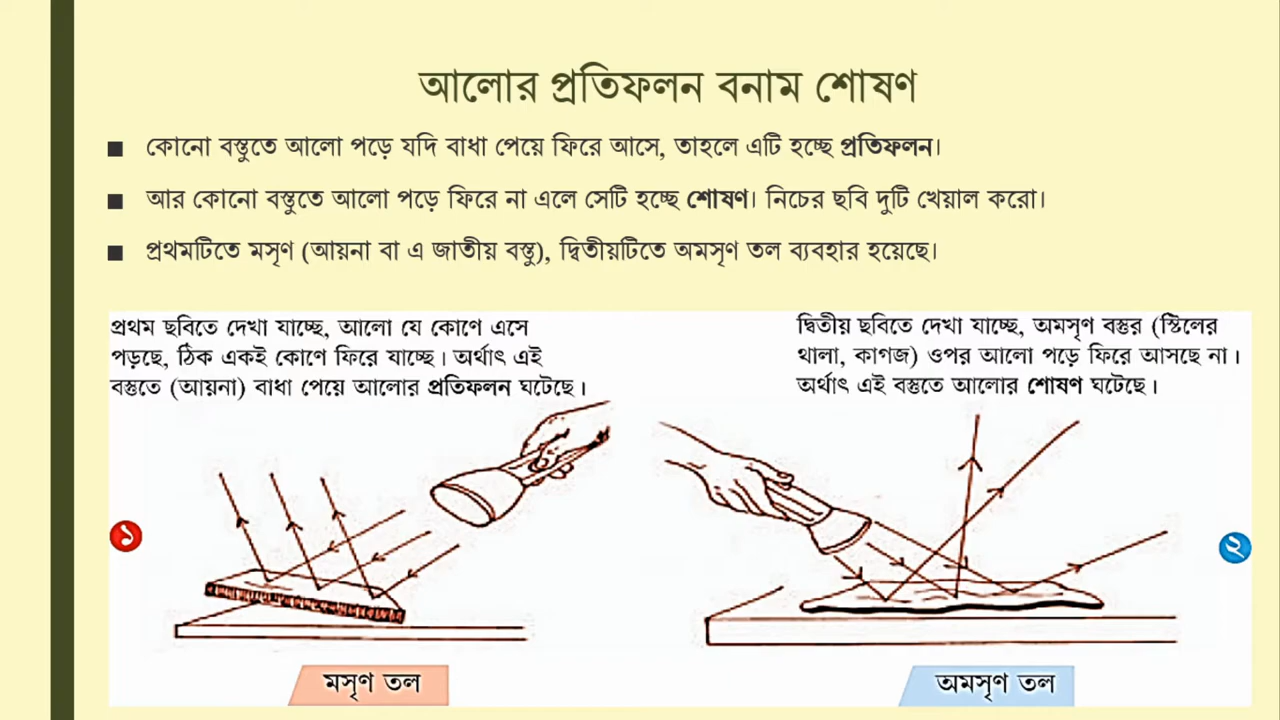 আলোর প্রতিফলন বনাম শোষণ
■ কোনো বস্তুতে আলো পড়ে যদি বাধা পেয়ে ফিরে আসে, তাহলে এটি হচ্ছে প্রতিফলন।
■ আর কোনো বস্তুতে আলো পড়ে ফিরে না এলে সেটি হচ্ছে শোষণ। নিচের ছবি দুটি খেয়াল করো।
■ প্রথমটিতে মসৃণ (আয়না বা এ জাতীয় বস্তু), দ্বিতীয়টিতে অমসৃণ তল ব্যবহার হয়েছে।
প্রথম ছবিতে দেখা যাচ্ছে, আলো যে কোণে এসে
পড়ছে, ঠিক একই কোণে ফিরে যাচ্ছে। অর্থাৎ এই
বস্তুতে (আয়না) বাধা পেয়ে আলোর প্রতিফলন ঘটেছে।
দ্বিতীয় ছবিতে দেখা যাচ্ছে, অমসৃণ বস্তুর (স্টিলের
থালা, কাগজ) ওপর আলো পড়ে ফিরে আসছে না।
অর্থাৎ এই বস্তুতে আলোর শোষণ ঘটেছে।
১
২
মসৃণ তল
অমসৃণ তল